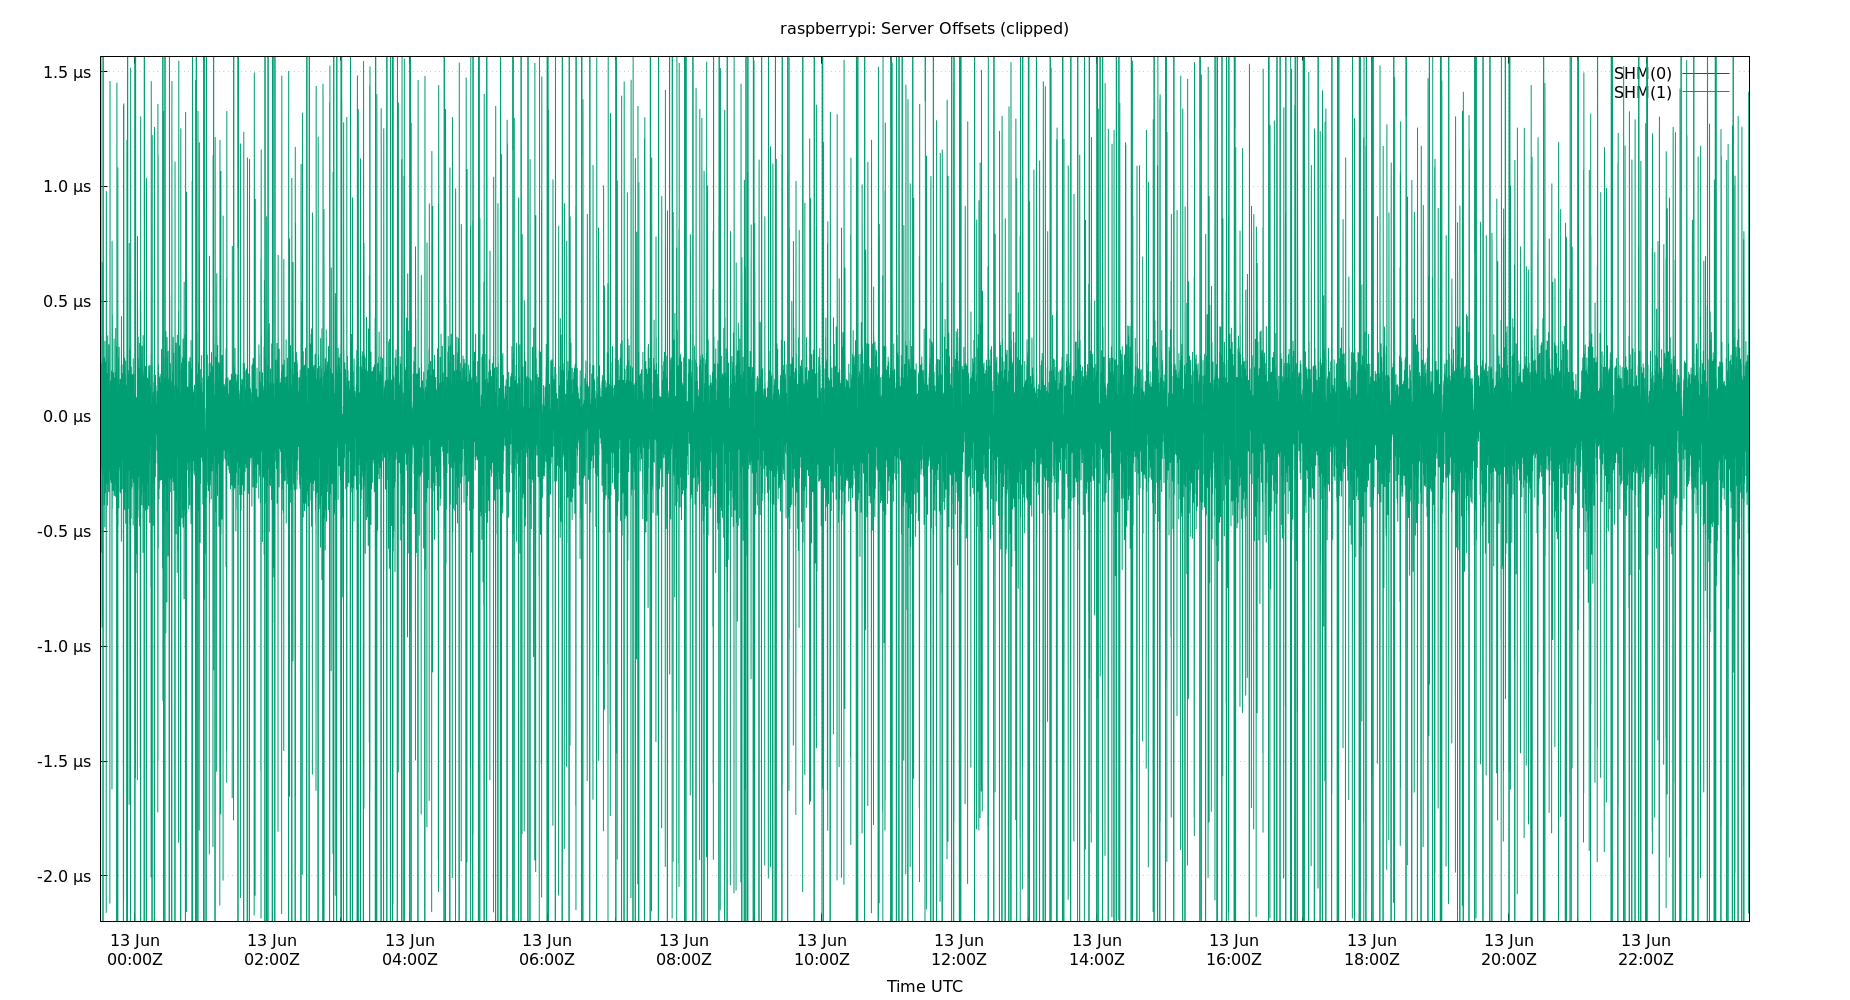 raspberrypi: Server Offsets (clipped)
1.5 μs
SHM(0)
SHM(1)
1.0 μs
0.5 μs
0.0 μs
-0.5 μs
-1.0 μs
-1.5 μs
-2.0 μs
13 Jun 13 Jun 13 Jun 13 Jun 13 Jun 13 Jun 13 Jun 13 Jun 13 Jun 13 Jun 13 Jun 13 Jun
00:00Z 02:00Z 04:00Z 06:00Z 08:00Z 10:00Z 12:00Z 14:00Z 16:00Z 18:00Z 20:00Z 22:00Z
Time UTC